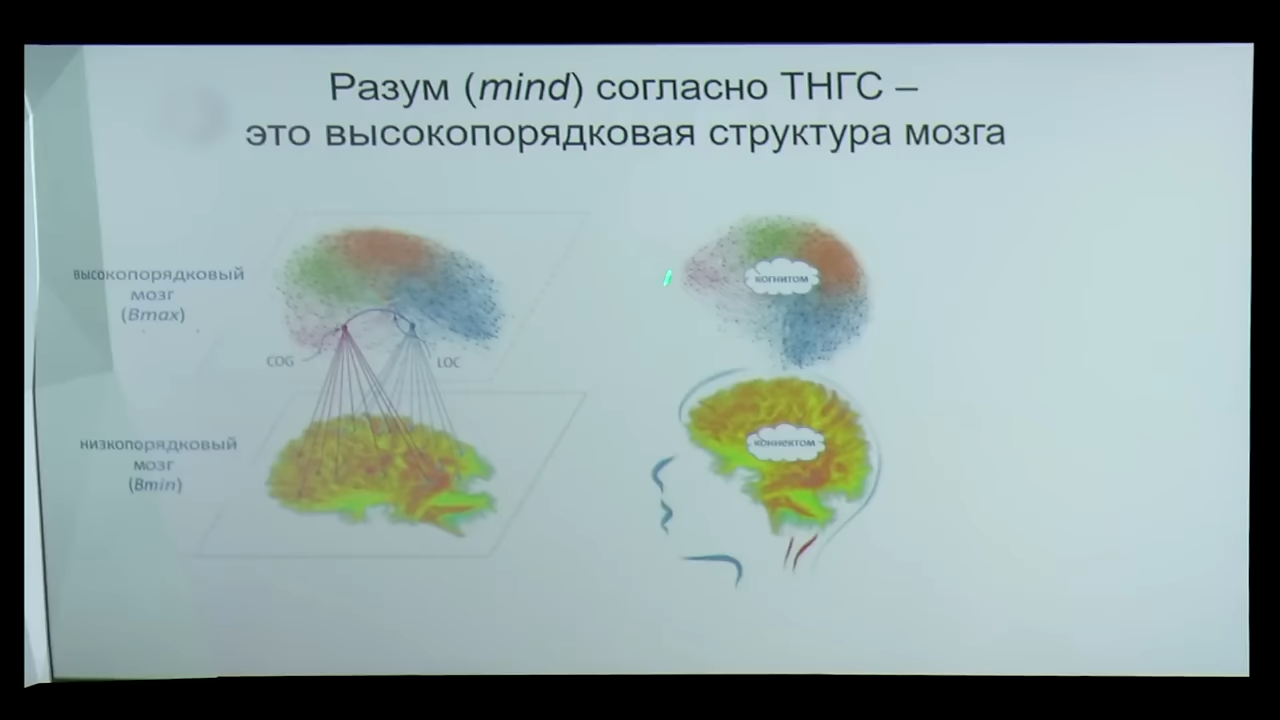 Разум (mind) согласно ТНГС –
это высокопорядковая структура мозга
высокопорядковый
мозг
(Bmax)
COG
LOC
когнитом
низкопорядковый
мозг
(Bmin)
коннектом